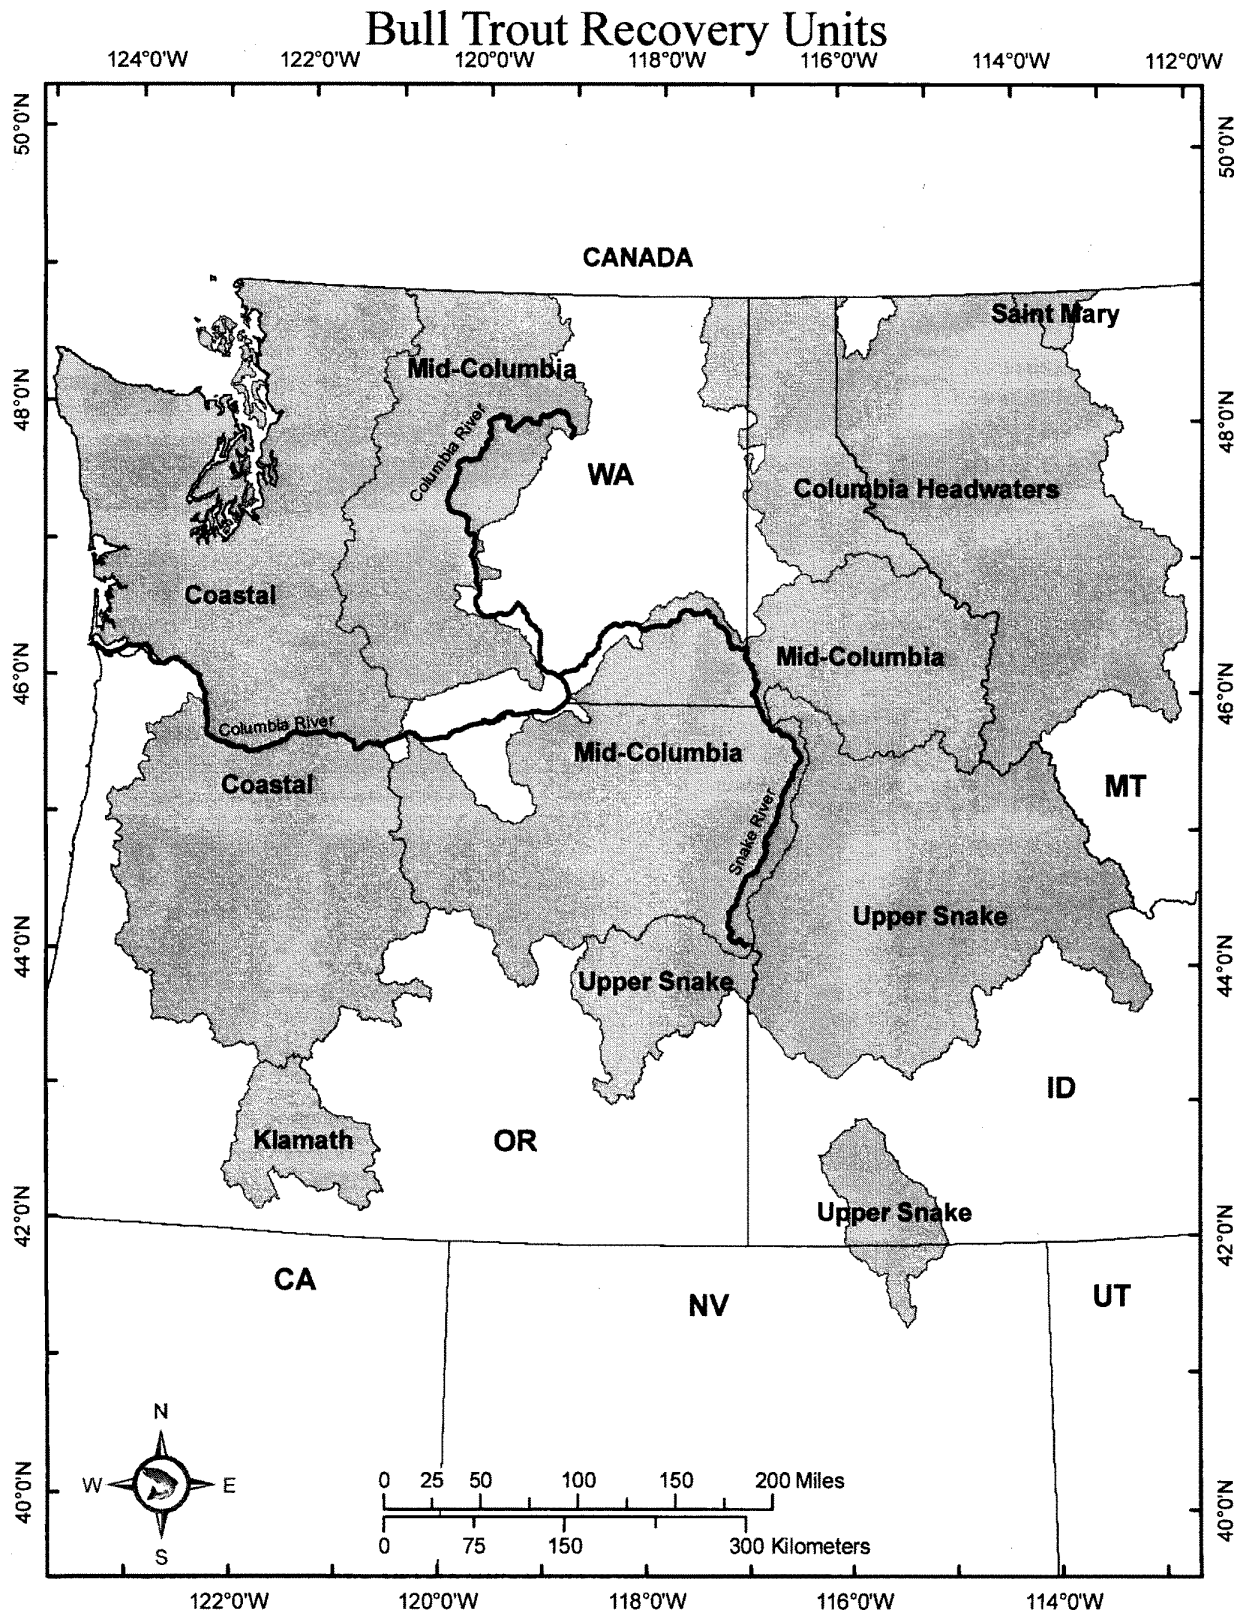 Bull Trout Recovery Units
124°0'W 122°0'W 120°0'W 118°0'W 116°0'W 114°0'W 112°0'W
50°0'N 50°0'N
CANADA
Saint Mary
Mid-Columbia
48°0'N 48°0'N
Columbia River
WA
Columbia Headwaters
Coastal
Mid-Columbia
46°0'N 46°0'N
Columbia River
Mid-Columbia
Coastal
MT
Snake River
Upper Snake
44°0'N 44°0'N
Upper Snake
ID
Klamath
OR
Upper Snake
42°0'N 42°0'N
CA
NV
UT
N
W E
S
40°0'N 40°0'N
0 25 50 100 150 200 Miles
0 75 150 300 Kilometers
122°0'W 120°0'W 118°0'W 116°0'W 114°0'W